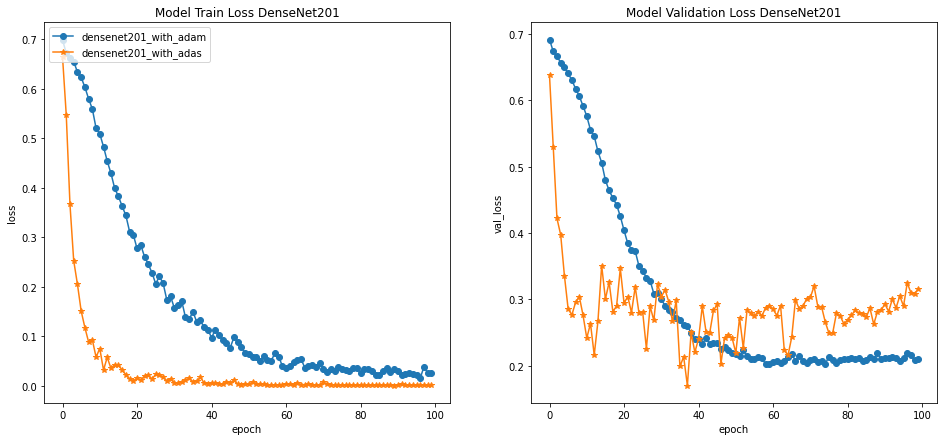 Model Train Loss DenseNet201
densenet201_with_adam
densenet201_with_adas
loss
0.7
0.6
0.5
0.4
0.3
0.2
0.1
0.0
0 20 40 60 80 100
epoch
Model Validation Loss DenseNet201
val_loss
0.7
0.6
0.5
0.4
0.3
0.2
0 20 40 60 80 100
epoch